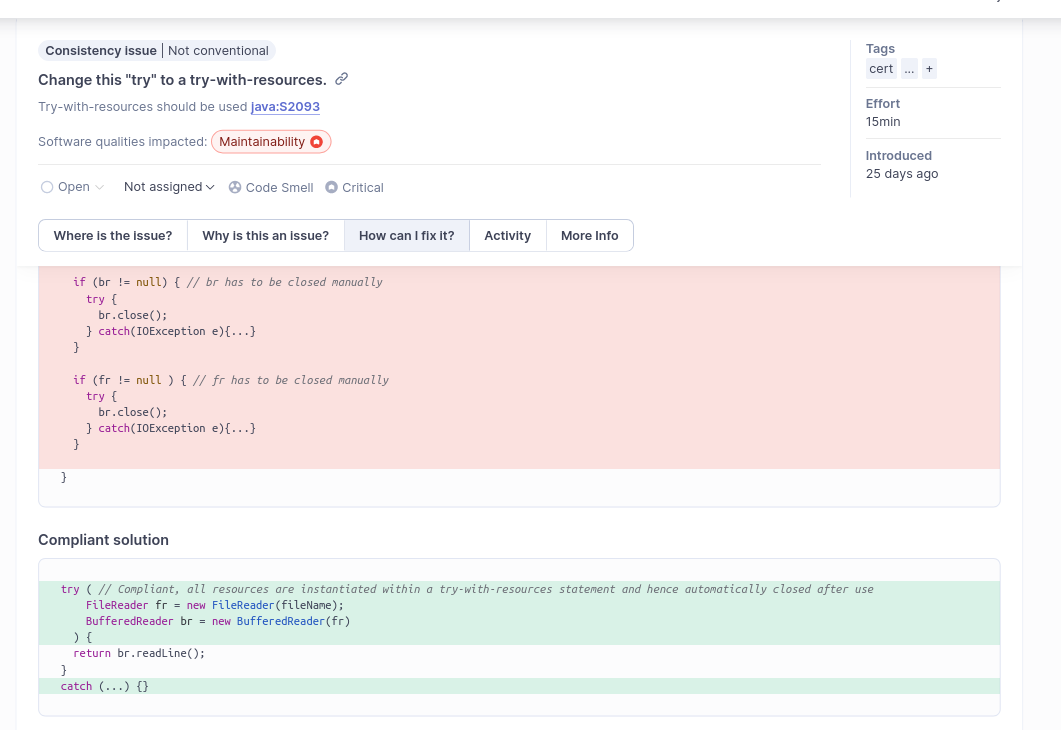 Consistency issue | Not conventional
Change this "try" to a try-with-resources.
Try-with-resources should be used java:S2093
Software qualities impacted: Maintainability
Open Not assigned Code Smell Critical
Tags
cert ... +
Effort
15min
Introduced
25 days ago
Where is the issue? Why is this an issue? How can I fix it? Activity More Info
if (br != null) { // br has to be closed manually
try {
br.close();
} catch(IOException e){...}
}
if (fr != null ) { // fr has to be closed manually
try {
br.close();
} catch(IOException e){...}
}
}
Compliant solution
try ( // Compliant, all resources are instantiated within a try-with-resources statement and hence automatically closed after use
FileReader fr = new FileReader(fileName);
BufferedReader br = new BufferedReader(fr)
) {
return br.readLine();
}
catch (...) {}